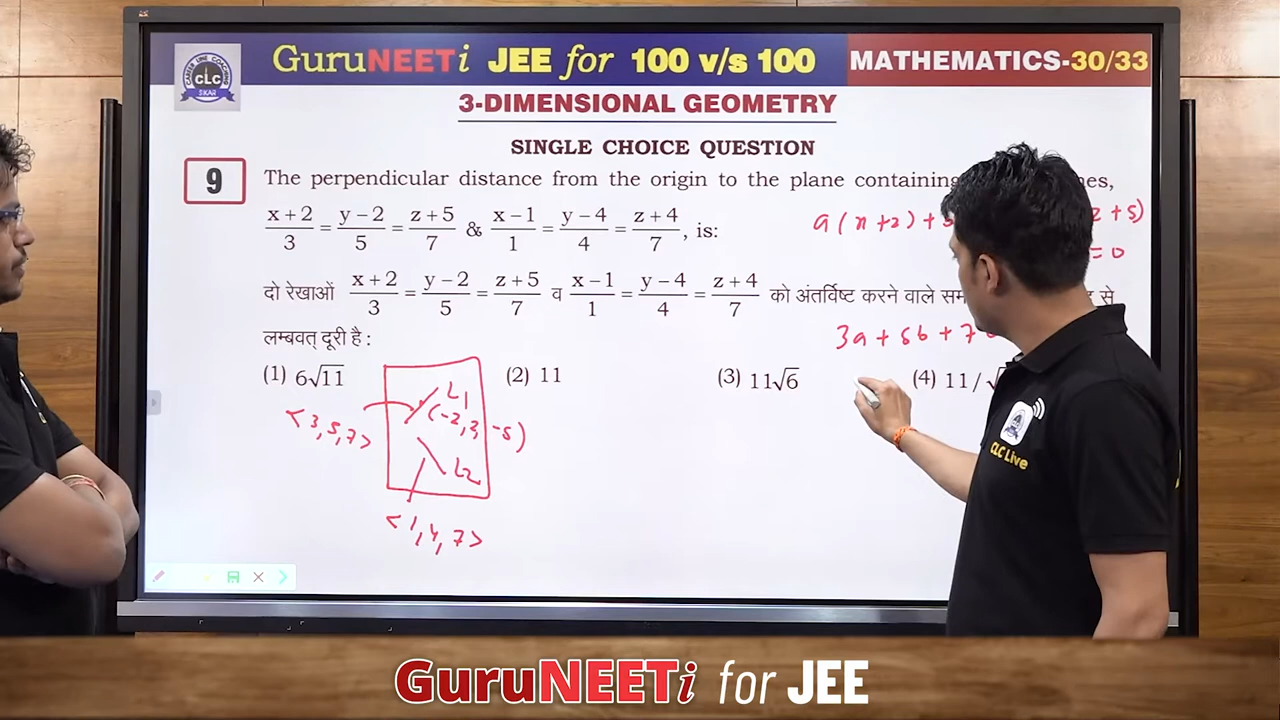 GuruNEETi JEE for 100 v/s 100 MATHEMATICS-30/33
CLC
SIKAR
3-DIMENSIONAL GEOMETRY
SINGLE CHOICE QUESTION
9 The perpendicular distance from the origin to the plane containing
(x+2)/3 = (y−2)/5 = (z+5)/7 & (x−1)/1 = (y−4)/4 = (z+4)/7, is:
दो रेखाओं (x+2)/3 = (y−2)/5 = (z+5)/7 व (x−1)/1 = (y−4)/4 = (z+4)/7 को अंतर्विष्ट करने वाले से
लम्बवत् दूरी है :
(1) 6√11 (2) 11 (3) 11√6 (4) 11/√
a(x+2)+ z+5)
=0
3a+5b+7
L1
(-2,2,-5)
<3,5,7>
L2
<1,4,7>
CLC Live
GuruNEETi for JEE